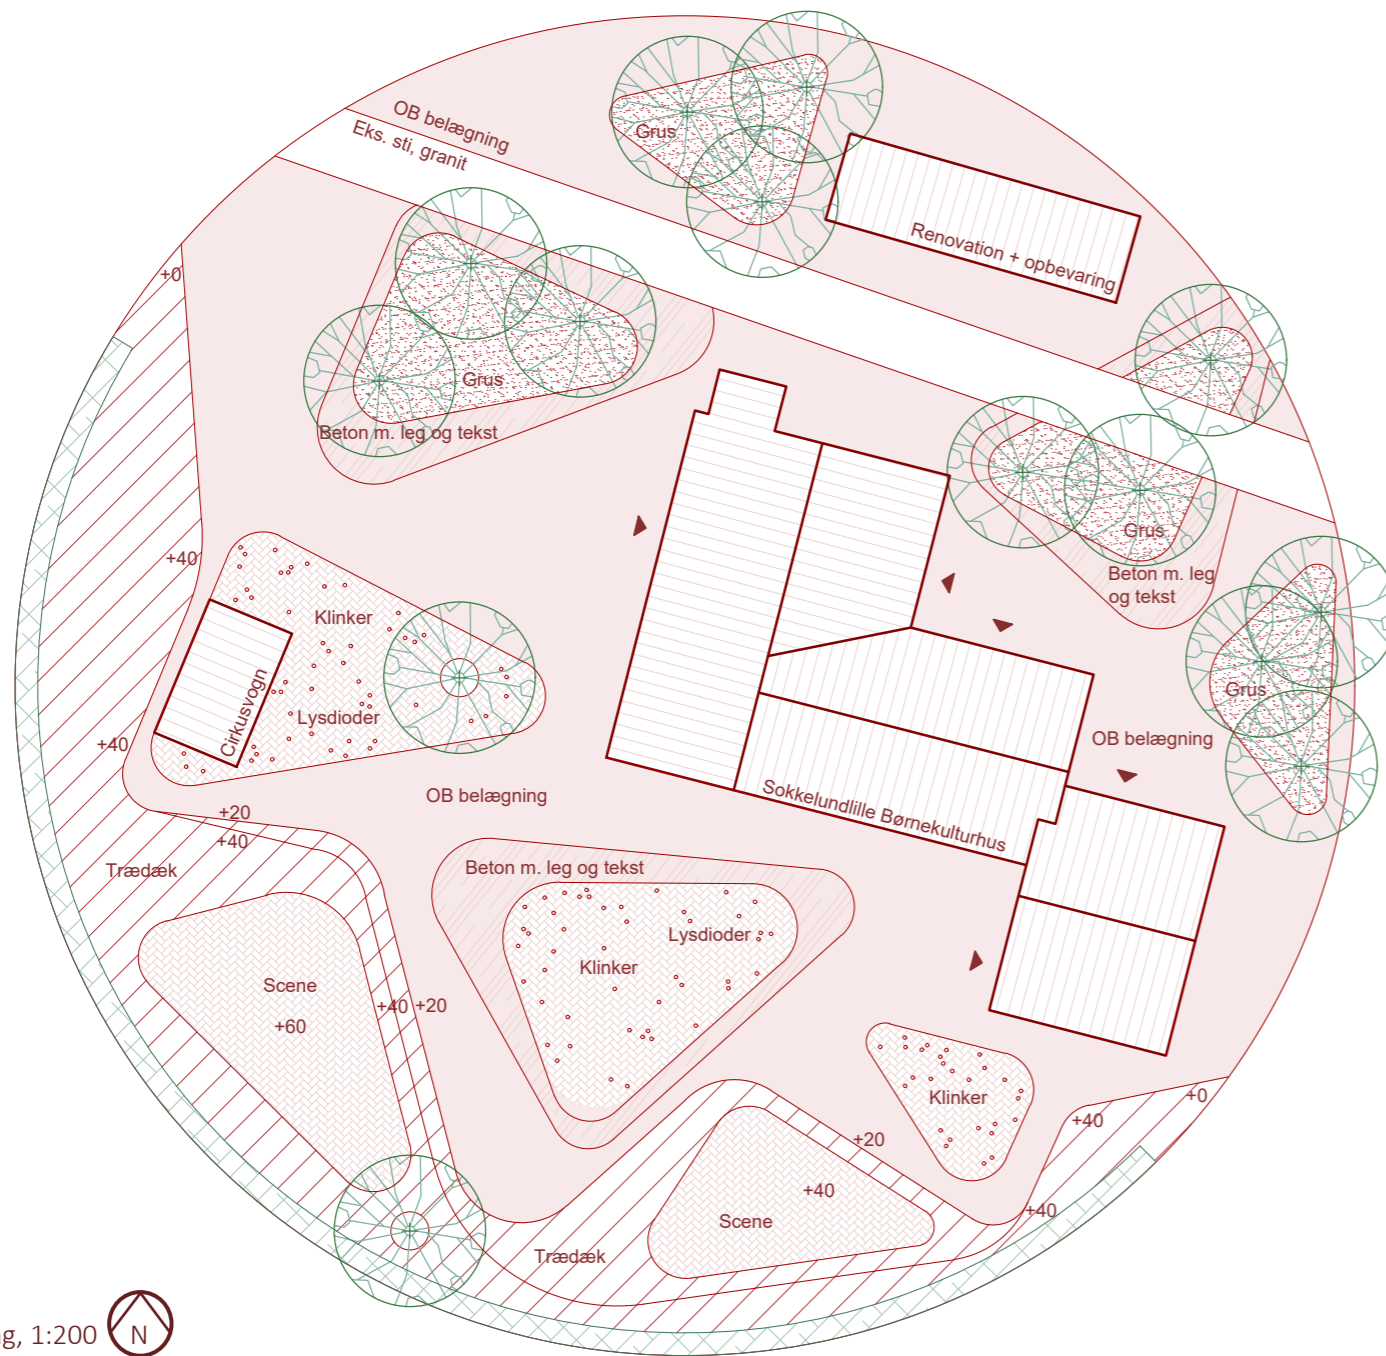 OB belægning
Eks. sti, granit
Grus
Renovation + opbevaring
+0
Grus
Beton m. leg og tekst
Grus
Beton m. leg
og tekst
+40
Klinker
Cirkusvogn
Lysdioder
+40
Grus
OB belægning
OB belægning
Sokkelundlille Børnekulturhus
+20
+40
Trædæk
Beton m. leg og tekst
Lysdioder
Klinker
Scene
+60
+40
+20
Klinker
+0
+40
+20
+40
Scene
+40
Trædæk
g, 1:200
N